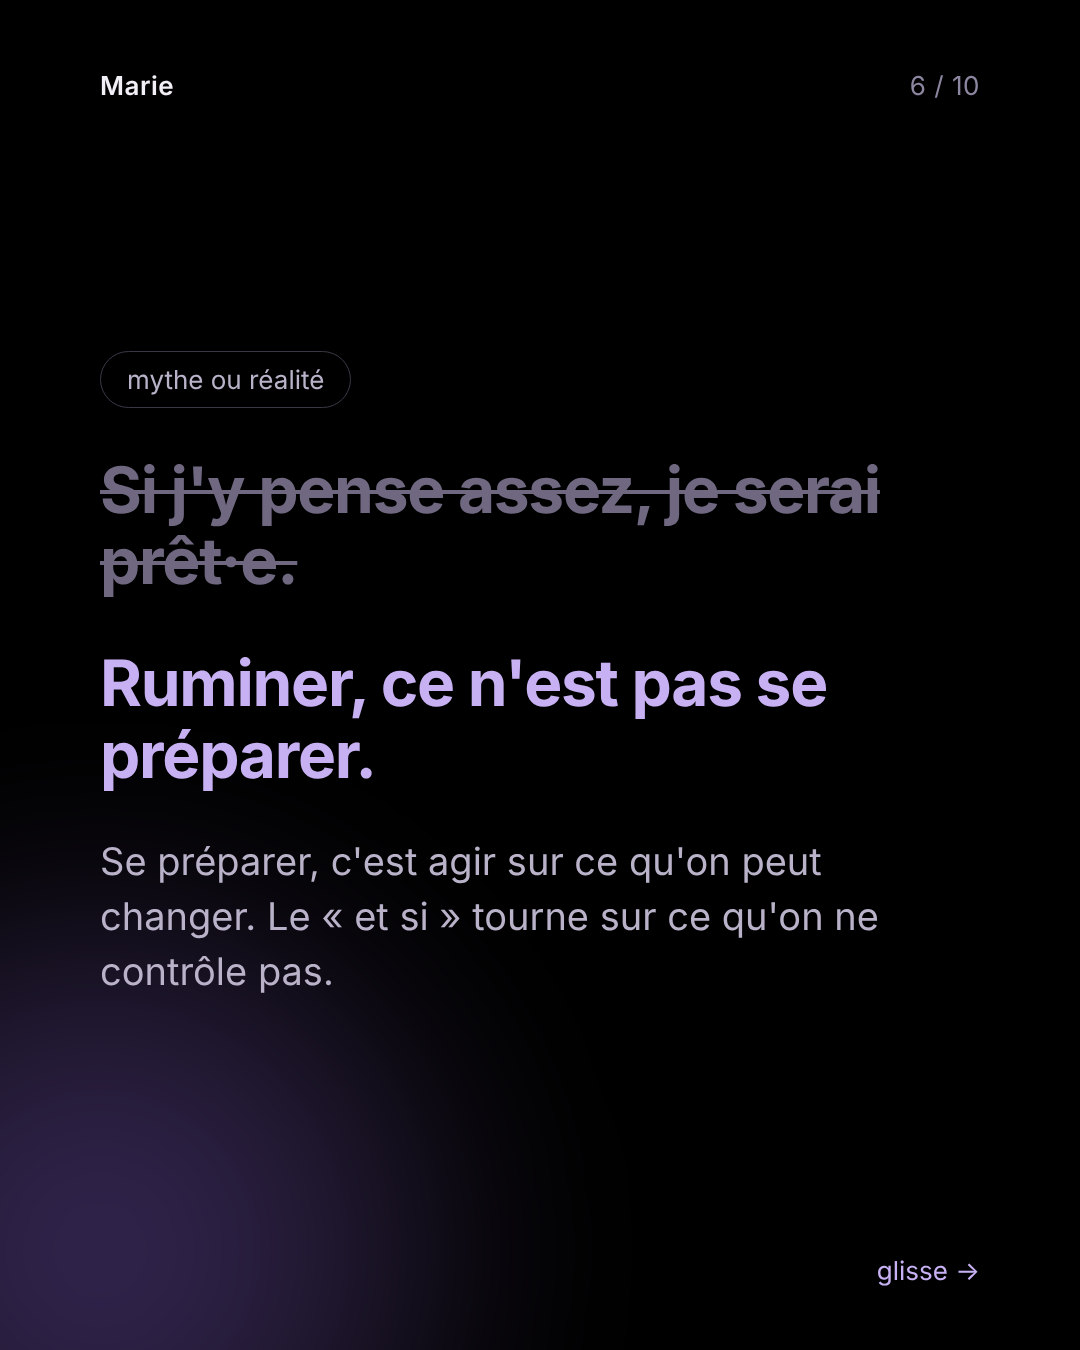 Marie
6 / 10
mythe ou réalité
Si j'y pense assez, je serai
prêt·e.
Ruminer, ce n'est pas se
préparer.
Se préparer, c'est agir sur ce qu'on peut
changer. Le « et si » tourne sur ce qu'on ne
contrôle pas.
glisse →